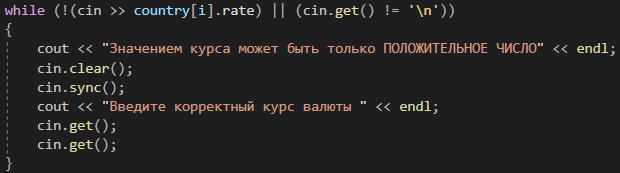 while (!(cin >> country[i].rate) || (cin.get() != '\n'))
{
cout << "Значением курса может быть только ПОЛОЖИТЕЛЬНОЕ ЧИСЛО" << endl;
cin.clear();
cin.sync();
cout << "Введите корректный курс валюты " << endl;
cin.get();
cin.get();
}